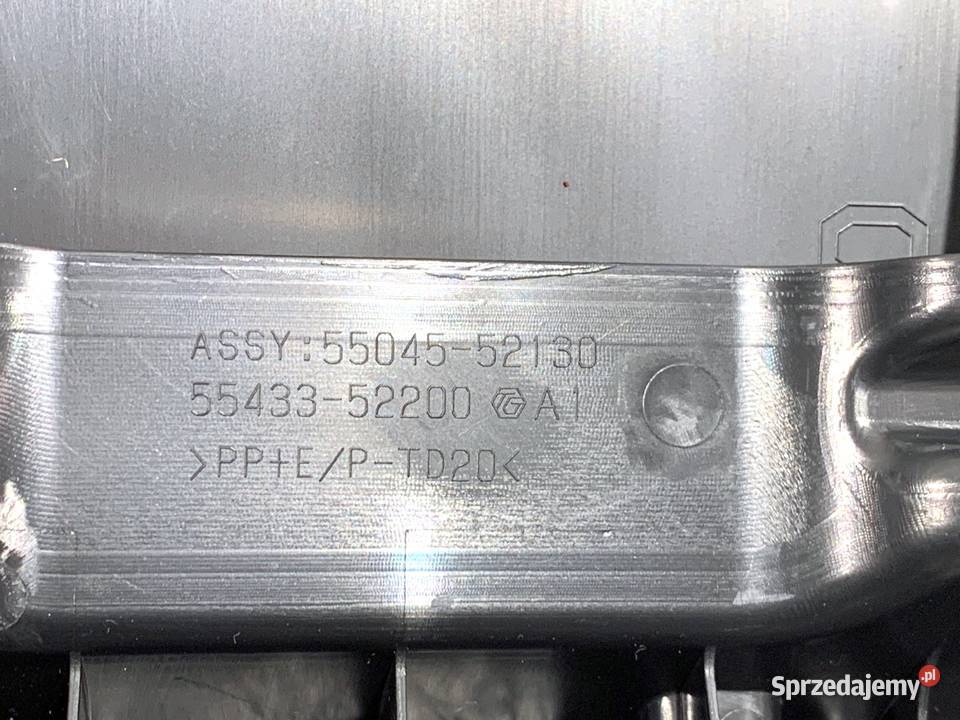 ASSY:55045-52130
55433-52200 A1
>PP+E/P-TD20<
Sprzedajemy.pl